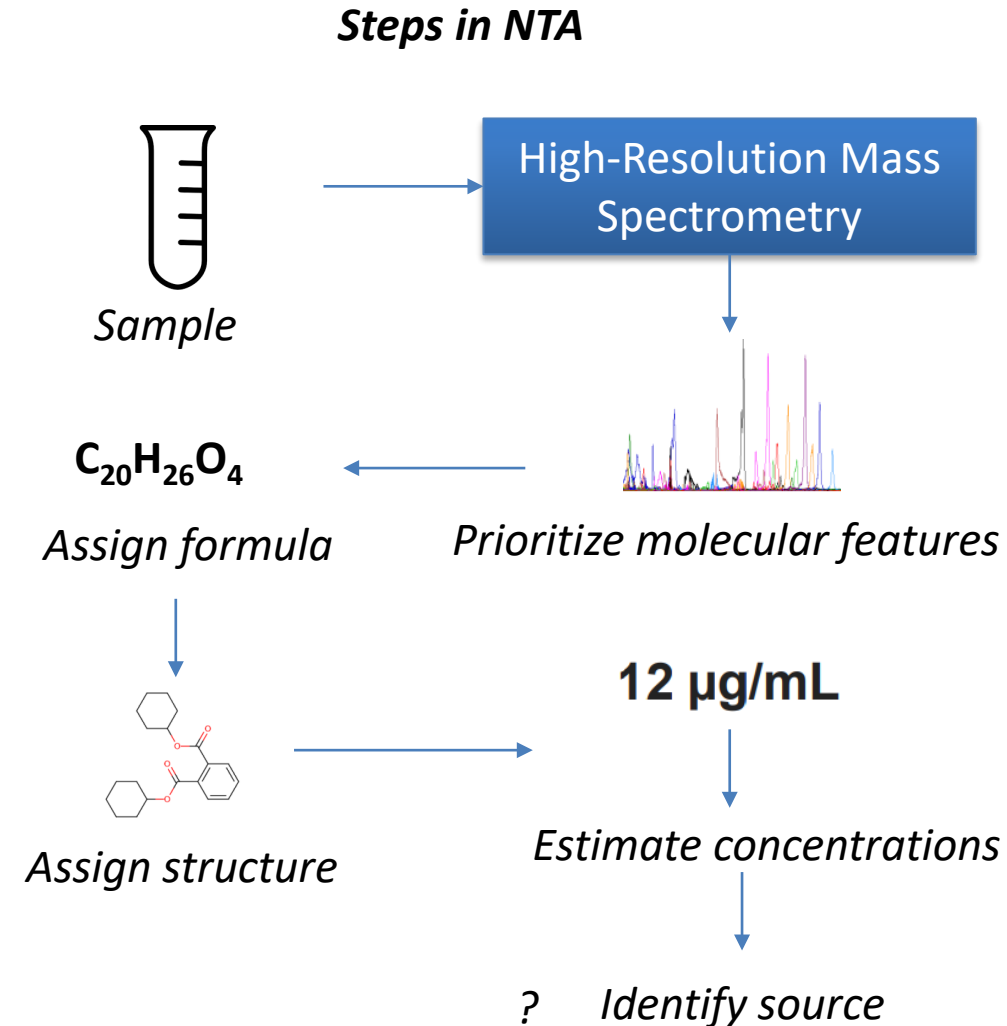 Steps in NTA
High-Resolution Mass
Spectrometry
Sample
Prioritize molecular features
C₂₀H₂₆O₄
Assign formula
O
O
O
O
Assign structure
12 µg/mL
Estimate concentrations
? Identify source